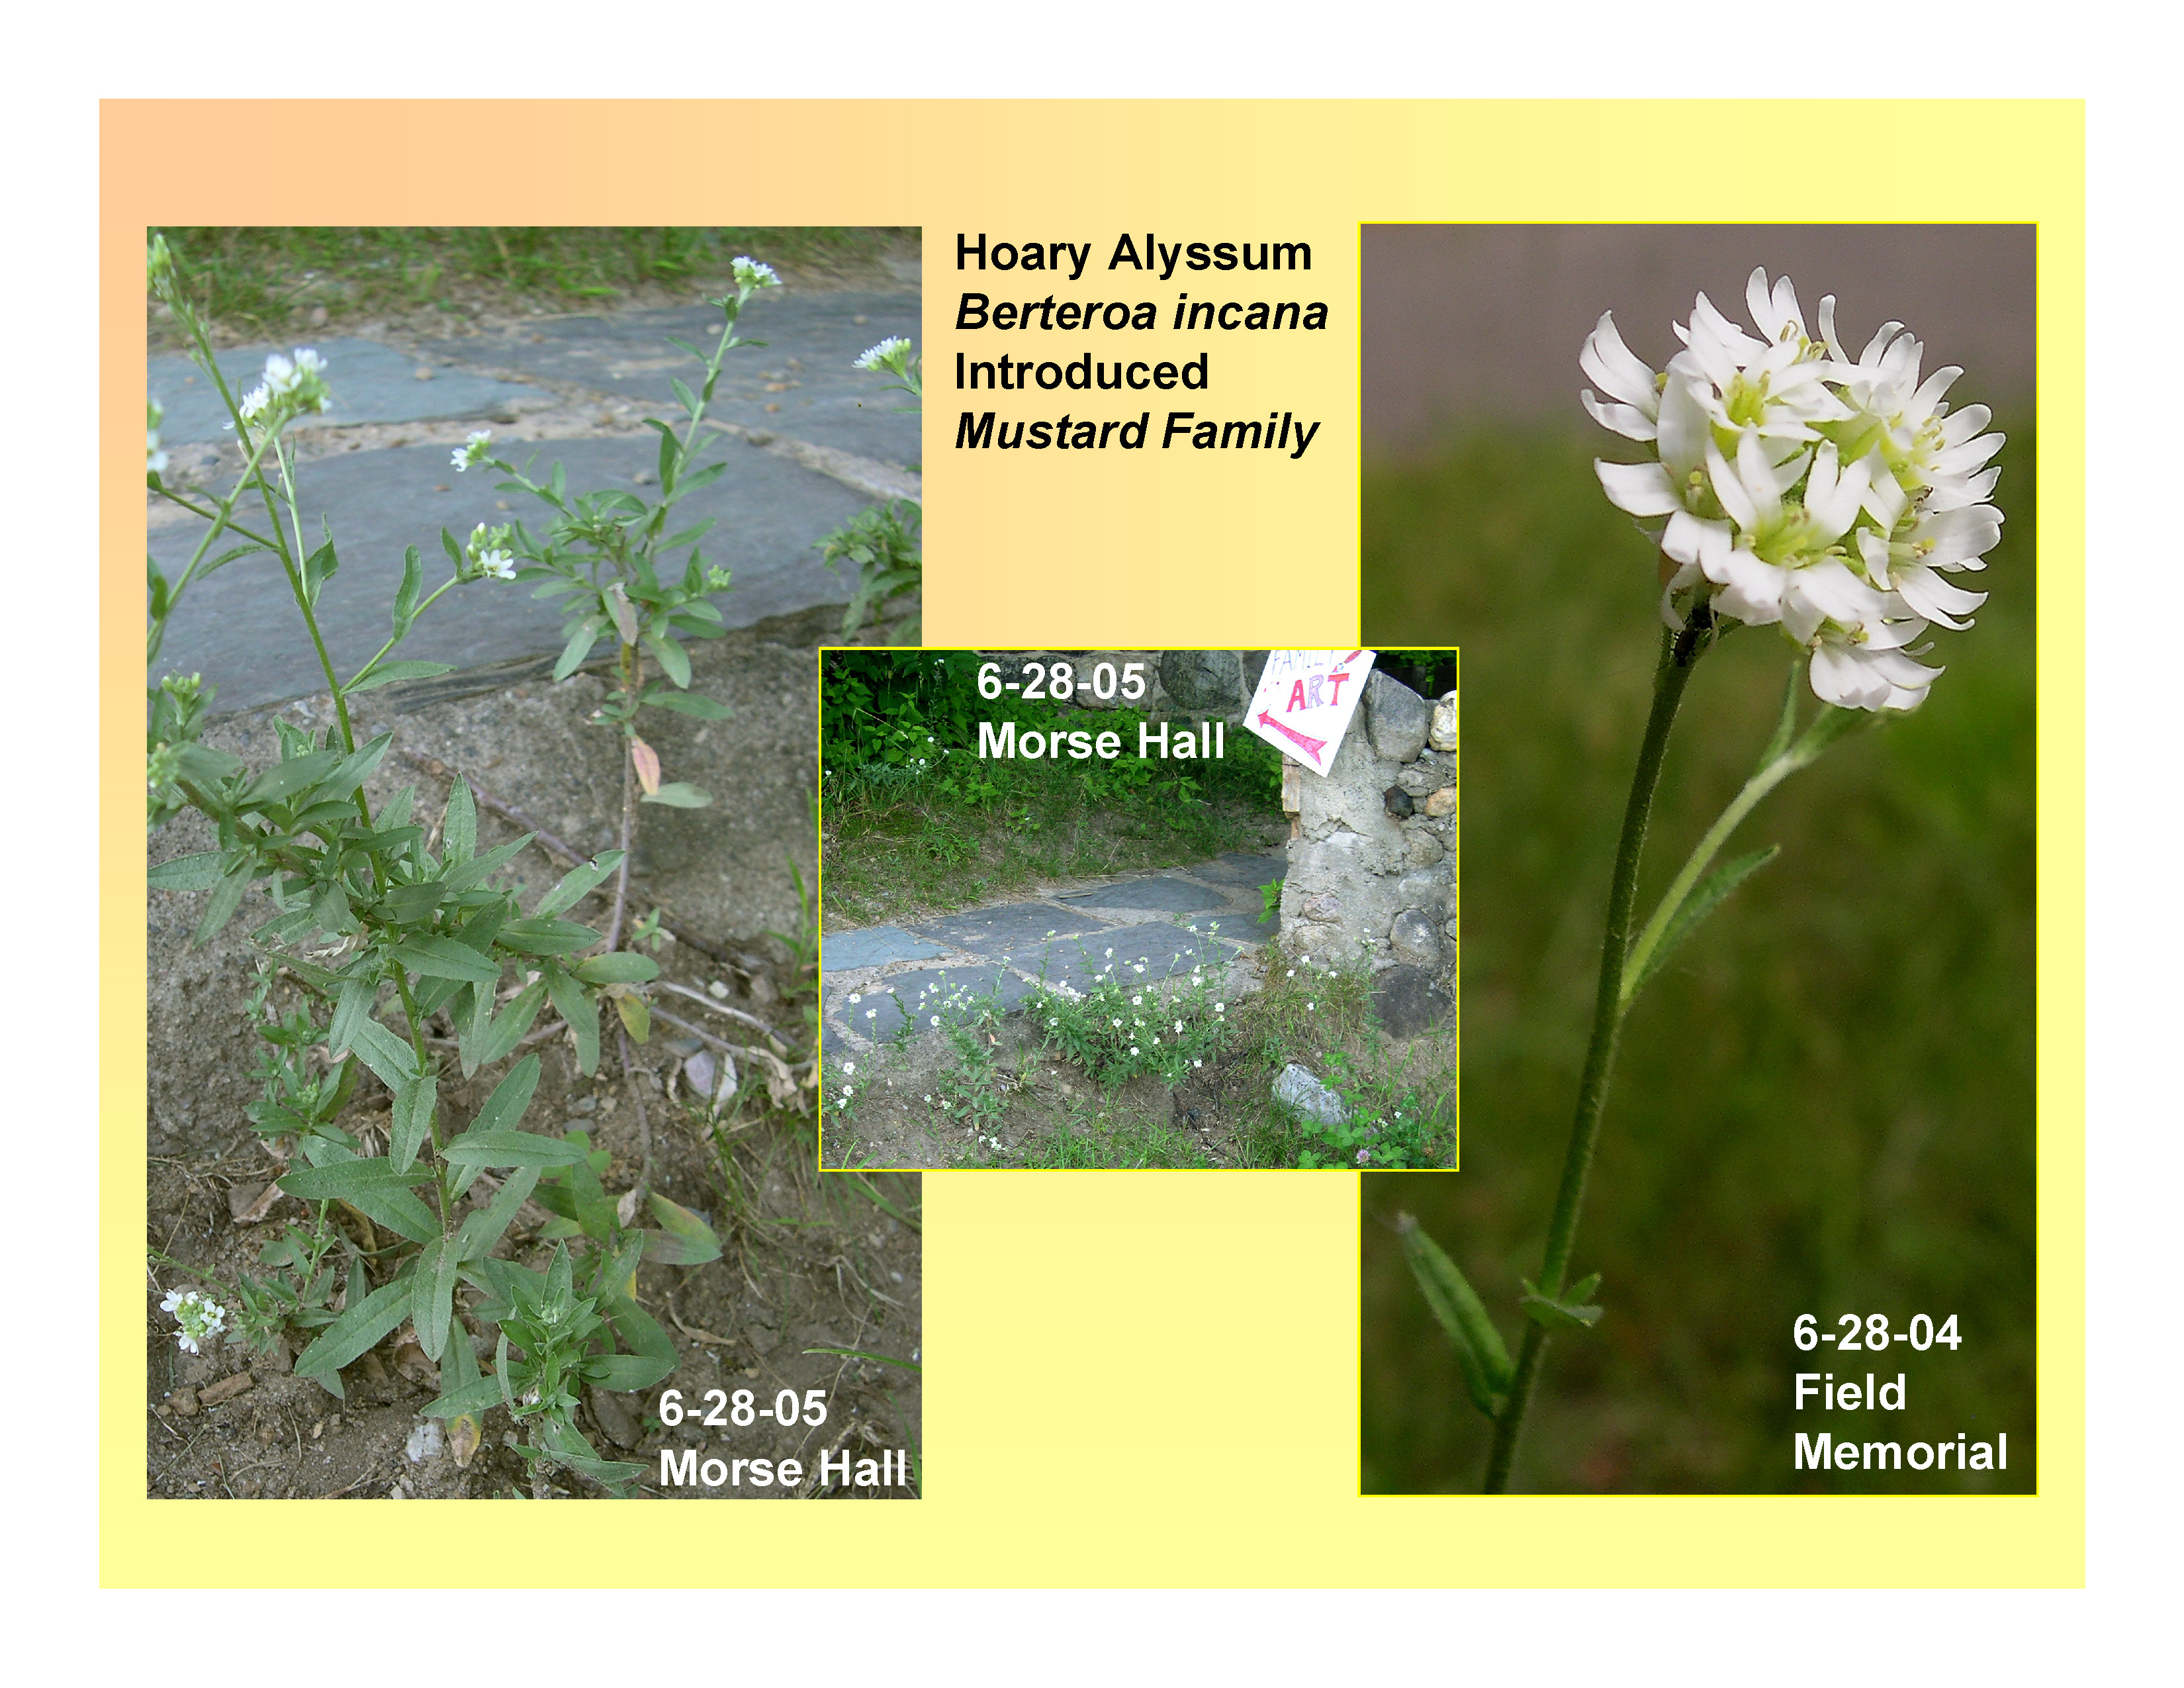 Hoary Alyssum
Berteroa incana
Introduced
Mustard Family
6-28-05
Morse Hall
FAMILY
ART
6-28-05
Morse Hall
6-28-04
Field
Memorial